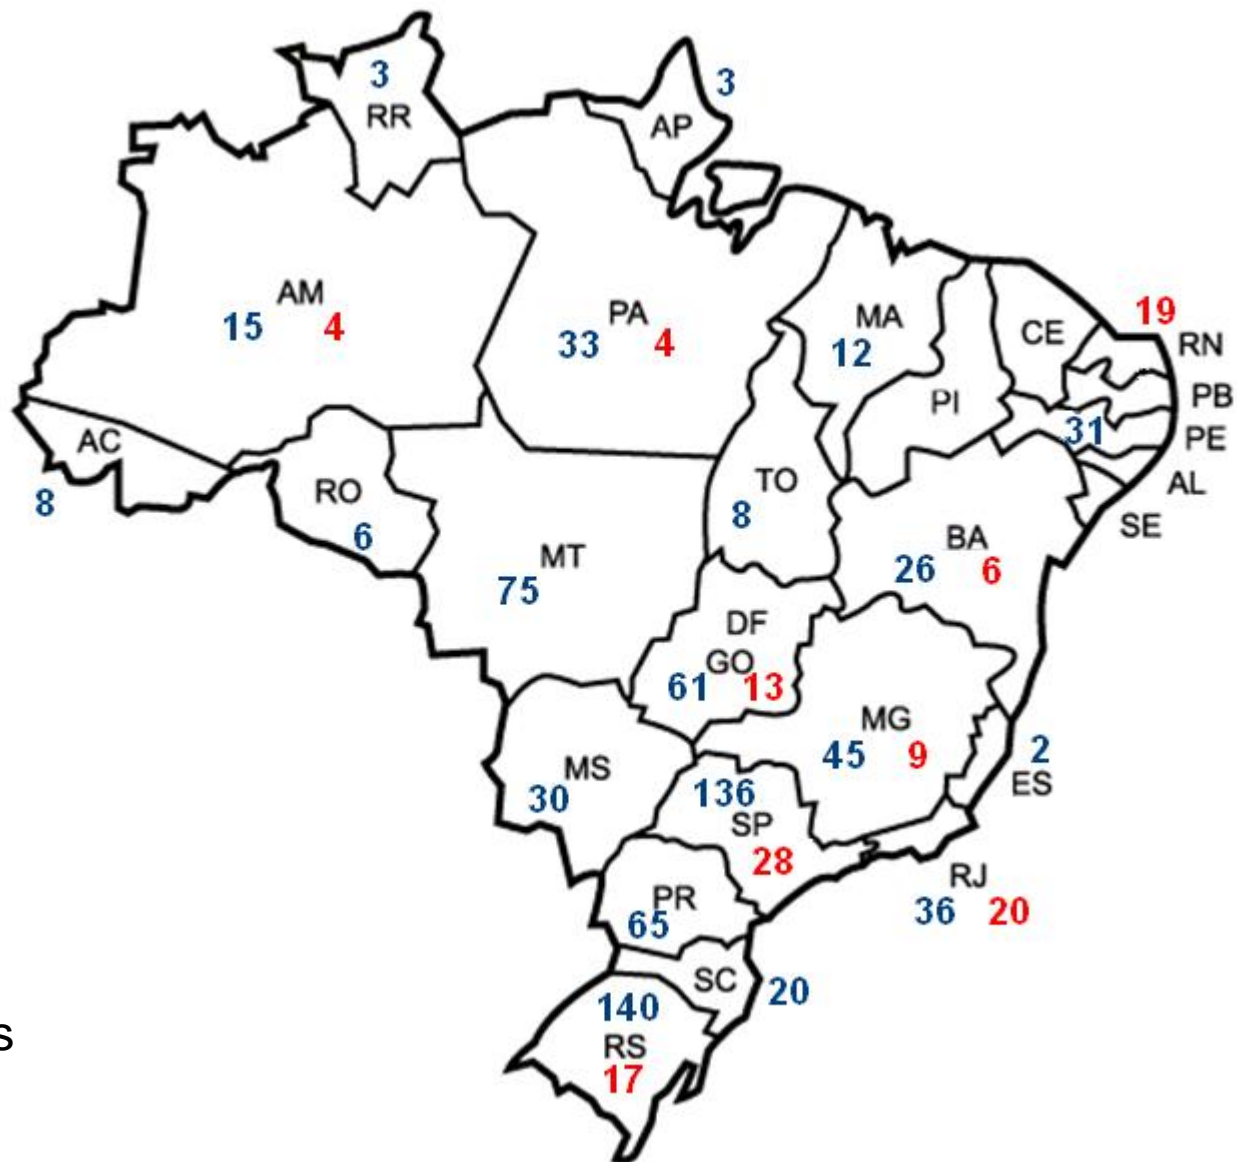 3
RR
3
AP
AM
15 4
PA
33 4
MA
12
19
RN
CE
PB
PI
31
PE
AC
8
AL
RO
6
TO
8
SE
MT
75
BA
26 6
DF
GO
61 13
MG
45 9
2
ES
MS
30
136
SP
28
RJ
36 20
PR
65
SC
20
140
RS
17
s